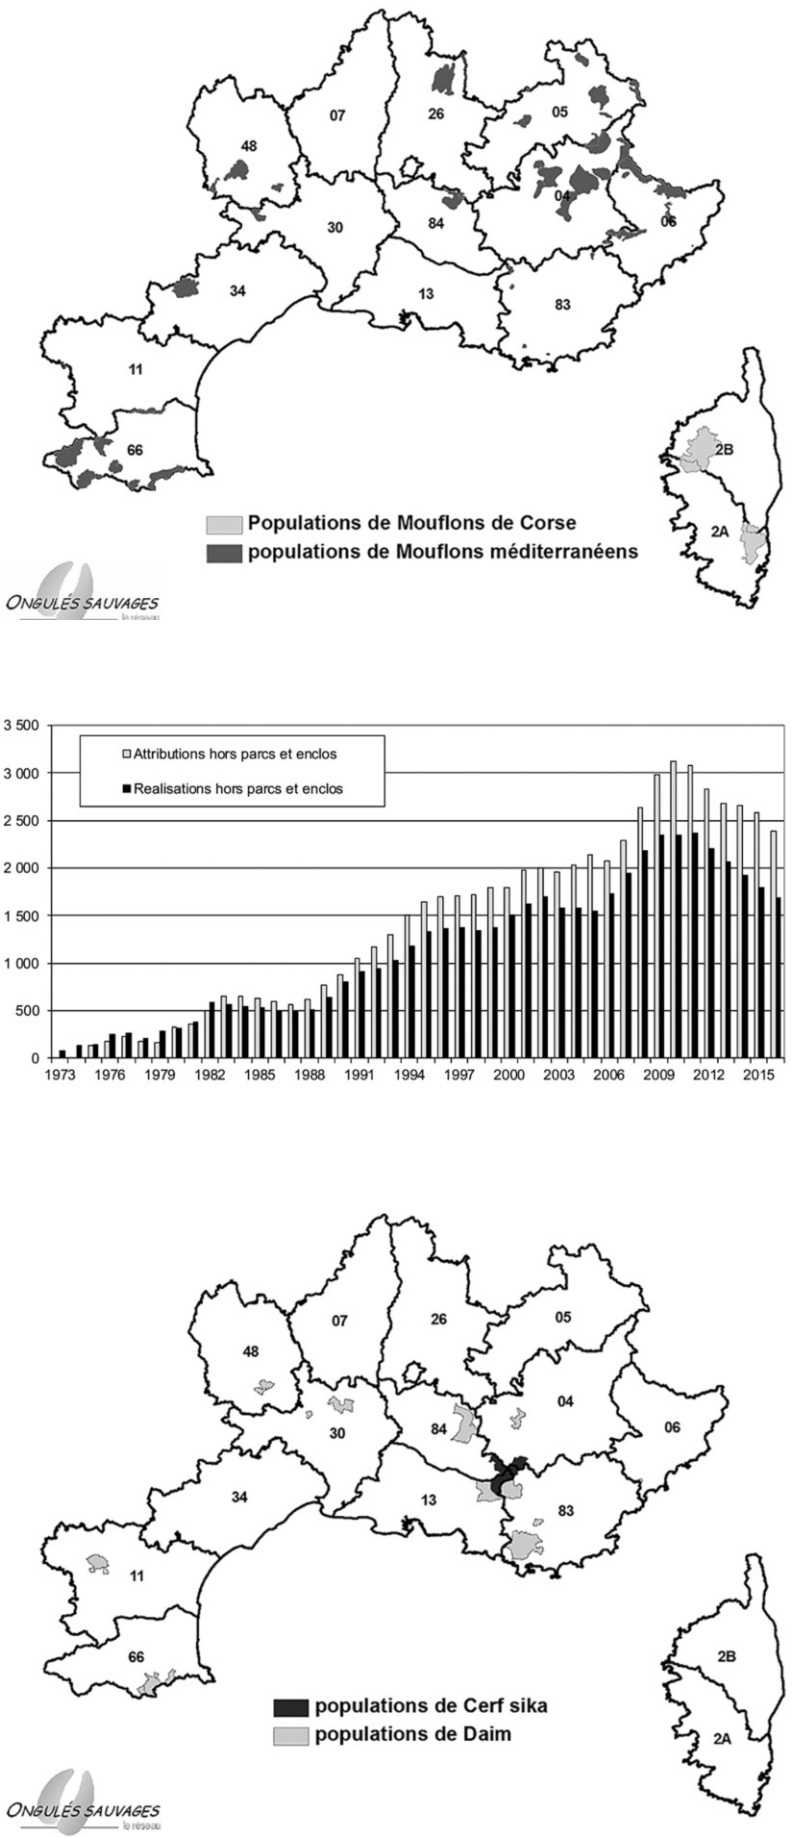 07
26
05
48
04
06
30
84
34
13
83
11
66
2B
2A
Populations de Mouflons de Corse
populations de Mouflons méditerranéens
ONGULÉS SAUVAGES
le réseau
3 500
3 000
2 500
2 000
1 500
1 000
500
0
Attributions hors parcs et enclos
Realisations hors parcs et enclos
1973 1976 1979 1982 1985 1988 1991 1994 1997 2000 2003 2006 2009 2012 2015
07
26
05
48
04
06
30
84
34
13
83
11
66
2B
2A
populations de Cerf sika
populations de Daim
ONGULÉS SAUVAGES
le réseau